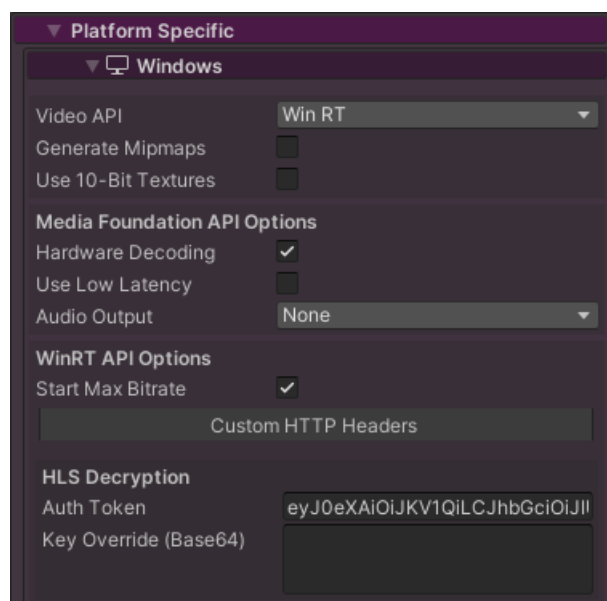 Platform Specific
Windows
Video API Win RT
Generate Mipmaps
Use 10-Bit Textures
Media Foundation API Options
Hardware Decoding
Use Low Latency
Audio Output None
WinRT API Options
Start Max Bitrate
Custom HTTP Headers
HLS Decryption
Auth Token eyJ0eXAiOiJKV1QiLCJhbGciOiJIU
Key Override (Base64)